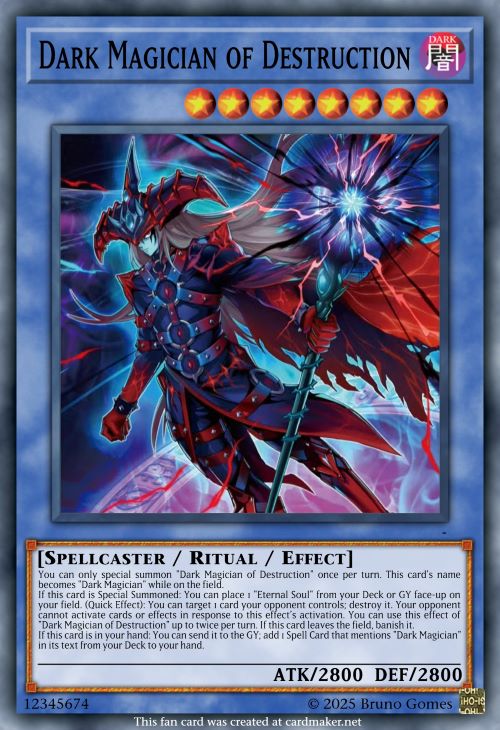 DARK MAGICIAN OF DESTRUCTION
DARK
闇
-
[SPELLCASTER / RITUAL / EFFECT]
You can only special summon "Dark Magician of Destruction" once per turn. This card's name
becomes "Dark Magician" while on the field.
If this card is Special Summoned: You can place 1 "Eternal Soul" from your Deck or GY face-up on
your field. (Quick Effect): You can target 1 card your opponent controls; destroy it. Your opponent
cannot activate cards or effects in response to this effect's activation. You can use this effect of
"Dark Magician of Destruction" up to twice per turn. If this card leaves the field, banish it.
If this card is in your hand: You can send it to the GY; add 1 Spell Card that mentions "Dark Magician"
in its text from your Deck to your hand.
ATK/2800 DEF/2800
12345674
© 2025 Bruno Gomes
This fan card was created at cardmaker.net